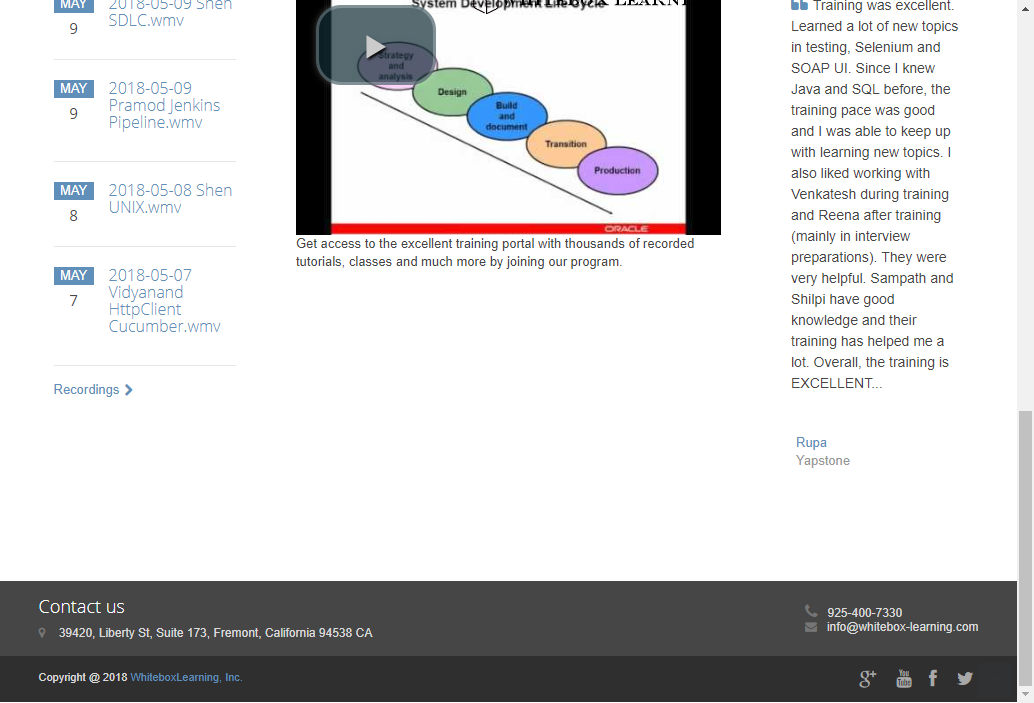 2018-05-09 Shen
SDLC.wmv
9
MAY
9
2018-05-09
Pramod Jenkins
Pipeline.wmv
MAY
8
2018-05-08 Shen
UNIX.wmv
MAY
7
2018-05-07
Vidyanand
HttpClient
Cucumber.wmv
Recordings
System Development Life Cycle
Strategy
and
analysis
Design
Build
and
document
Transition
Production
ORACLE
Get access to the excellent training portal with thousands of recorded
tutorials, classes and much more by joining our program.
Training was excellent.
Learned a lot of new topics
in testing, Selenium and
SOAP UI. Since I knew
Java and SQL before, the
training pace was good
and I was able to keep up
with learning new topics. I
also liked working with
Venkatesh during training
and Reena after training
(mainly in interview
preparations). They were
very helpful. Sampath and
Shilpi have good
knowledge and their
training has helped me a
lot. Overall, the training is
EXCELLENT...
Rupa
Yapstone
Contact us
39420, Liberty St, Suite 173, Fremont, California 94538 CA
925-400-7330
info@whitebox-learning.com
Copyright @ 2018 WhiteboxLearning, Inc.
g+
You
Tube
f